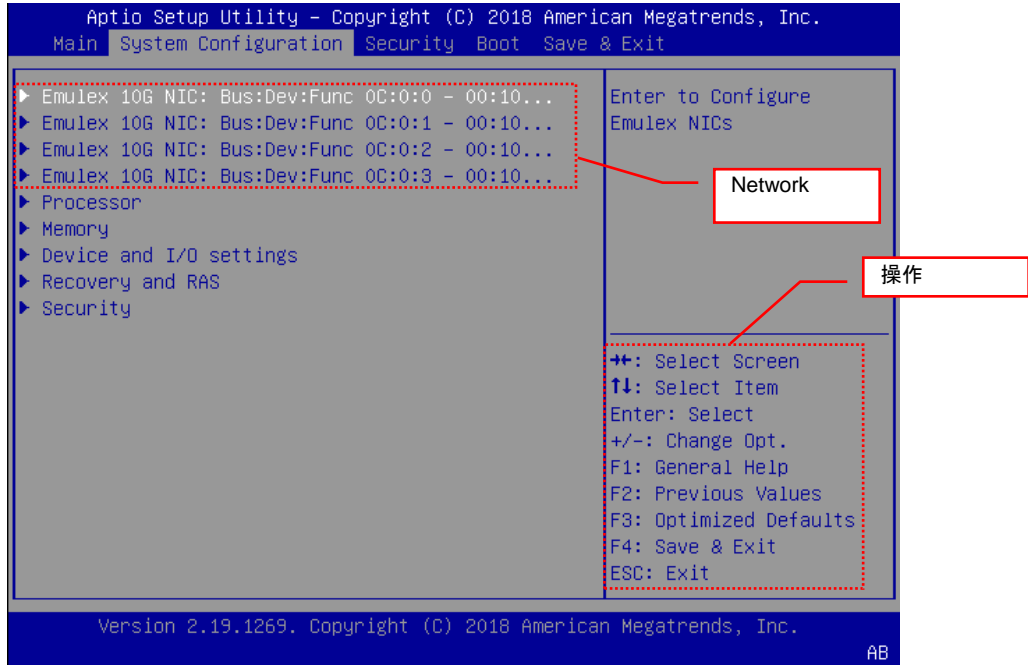 Aptio Setup Utility – Copyright (C) 2018 American Megatrends, Inc.
Main System Configuration Security Boot Save & Exit
▶ Emulex 10G NIC: Bus:Dev:Func 0C:0:0 - 00:10...
▶ Emulex 10G NIC: Bus:Dev:Func 0C:0:1 - 00:10...
▶ Emulex 10G NIC: Bus:Dev:Func 0C:0:2 - 00:10...
▶ Emulex 10G NIC: Bus:Dev:Func 0C:0:3 - 00:10...
▶ Processor
▶ Memory
▶ Device and I/O settings
▶ Recovery and RAS
▶ Security
Enter to Configure
Emulex NICs
Network
操作
→←: Select Screen
↑↓: Select Item
Enter: Select
+/-: Change Opt.
F1: General Help
F2: Previous Values
F3: Optimized Defaults
F4: Save & Exit
ESC: Exit
Version 2.19.1269. Copyright (C) 2018 American Megatrends, Inc.
AB